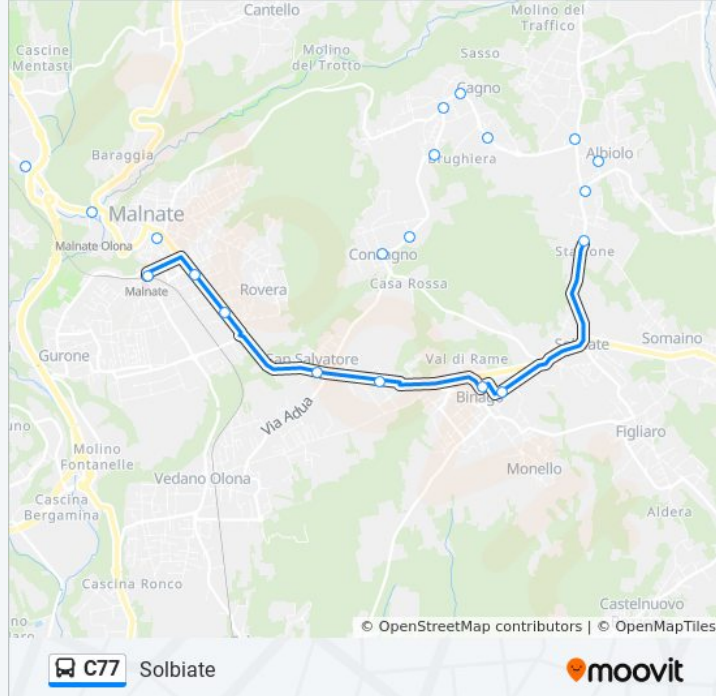 Cantello
Molino del
Traffico
Cascine
Mentasti
Molino
del Trotto
Sasso
Cagno
Baraggia
Brughiera
Albiolo
Malnate
Malnate Olona
Stazione
Casa Rossa
Malnate
Rovera
Gurone
San Salvatore
Val di Rame
Somaino
Binago
Via Adua
Figliaro
Molino
Fontanelle
Vedano Olona
Monello
Cascina
Bergamina
Aldera
Cascina Ronco
Castelnuovo
© OpenStreetMap contributors | © OpenMapTiles
C77 Solbiate
moovit